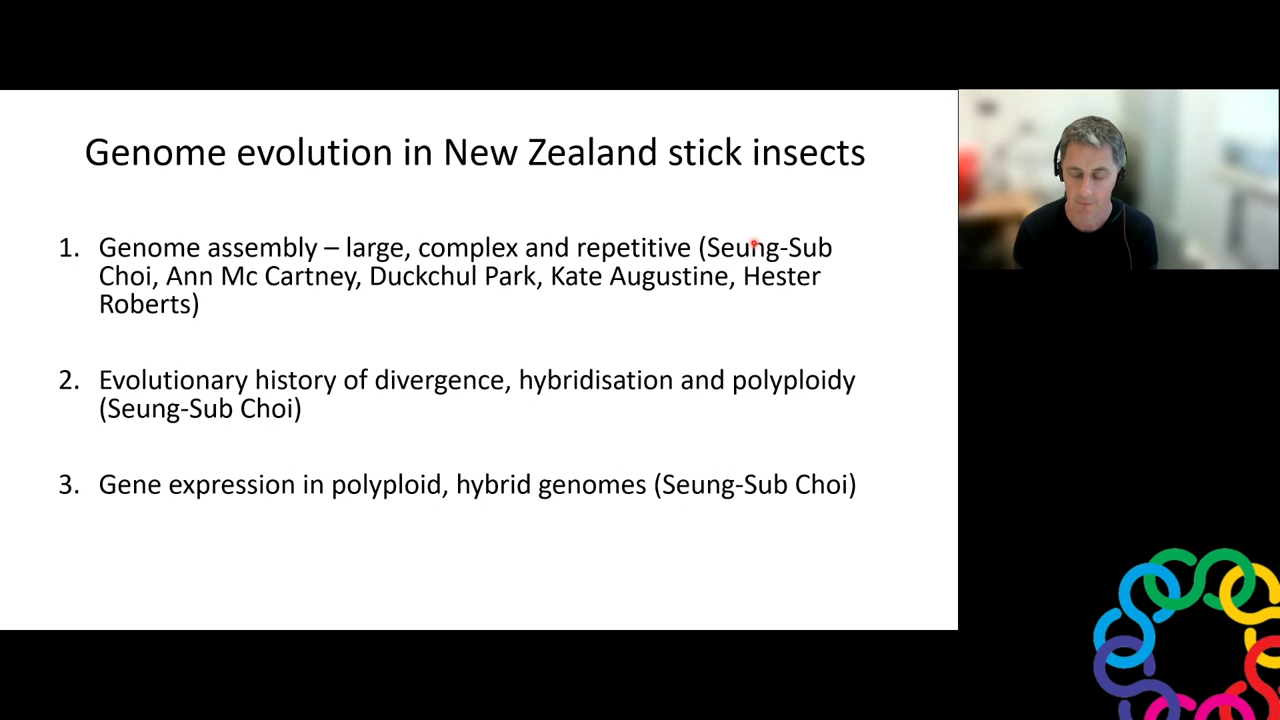 Genome evolution in New Zealand stick insects
1. Genome assembly – large, complex and repetitive (Seung-Sub
Choi, Ann Mc Cartney, Duckchul Park, Kate Augustine, Hester
Roberts)
2. Evolutionary history of divergence, hybridisation and polyploidy
(Seung-Sub Choi)
3. Gene expression in polyploid, hybrid genomes (Seung-Sub Choi)